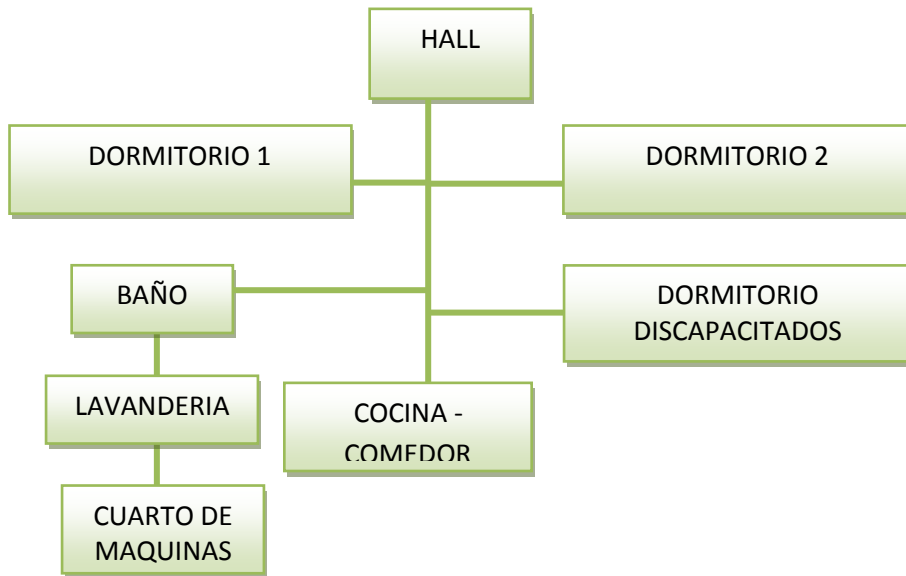 HALL
DORMITORIO 1
DORMITORIO 2
BAÑO
DORMITORIO
DISCAPACITADOS
LAVANDERIA
COCINA -
COMEDOR
CUARTO DE
MAQUINAS